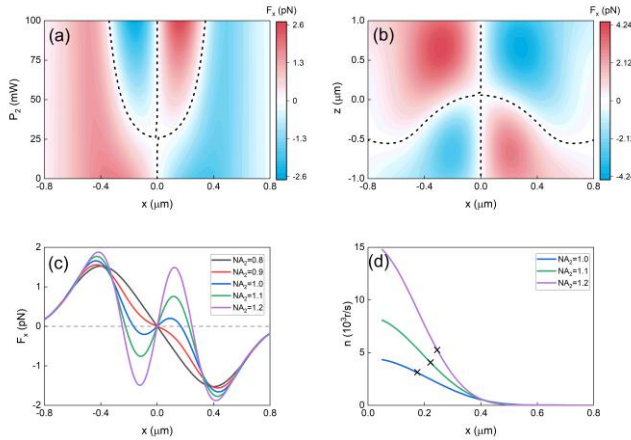 (a)
F_x (pN)
2.6
1.3
0
-1.3
-2.6
100
75
50
25
0
P₂ (mW)
-0.8 -0.4 0.0 0.4 0.8
x (μm)
(b)
F_x (pN)
4.24
2.12
0
-2.12
-4.24
1.0
0.5
0.0
-0.5
-1.0
z (μm)
-0.8 -0.4 0.0 0.4 0.8
x (μm)
(c)
NA₂=0.8
NA₂=0.9
NA₂=1.0
NA₂=1.1
NA₂=1.2
2
1
0
-1
-2
F_x (pN)
-0.8 -0.4 0.0 0.4 0.8
x (μm)
(d)
NA₂=1.0
NA₂=1.1
NA₂=1.2
15
10
5
0
n (10⁵/s)
0.0 0.2 0.4 0.6 0.8
x (μm)